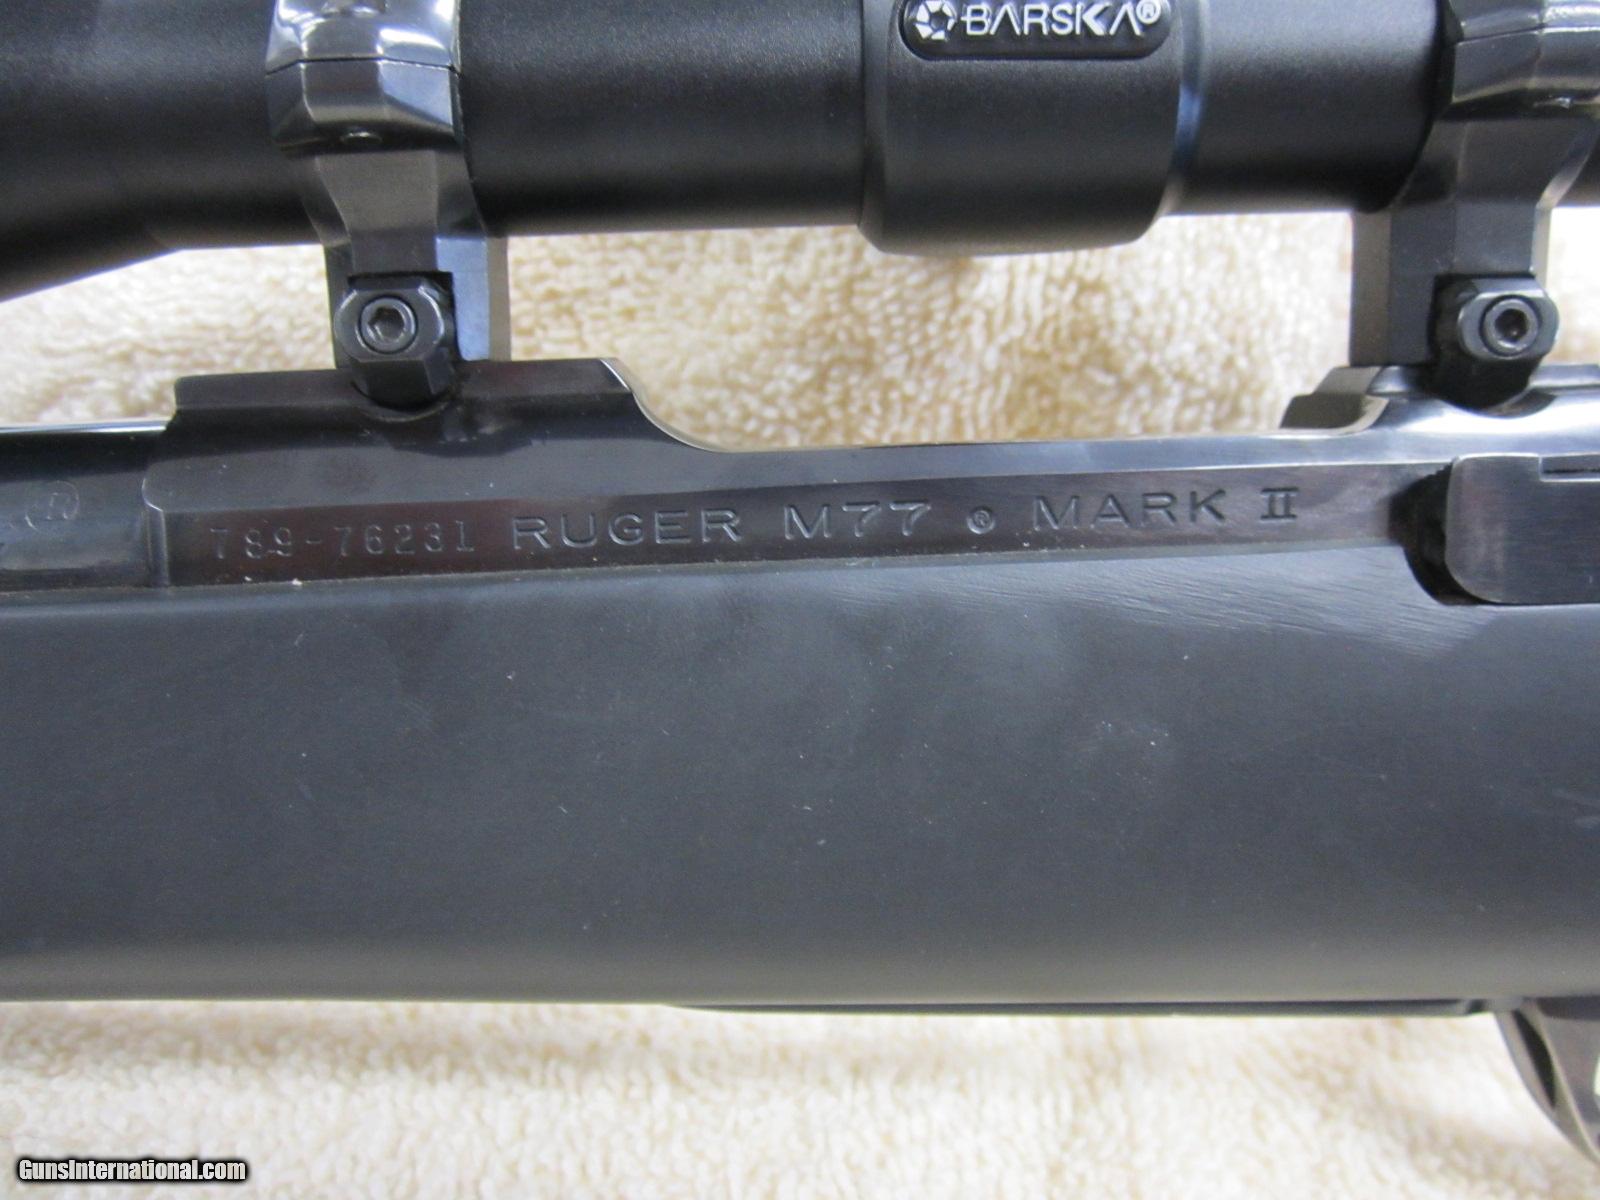 BARSKA®
789-76231 RUGER M77 ® MARK II
GunsInternational.com